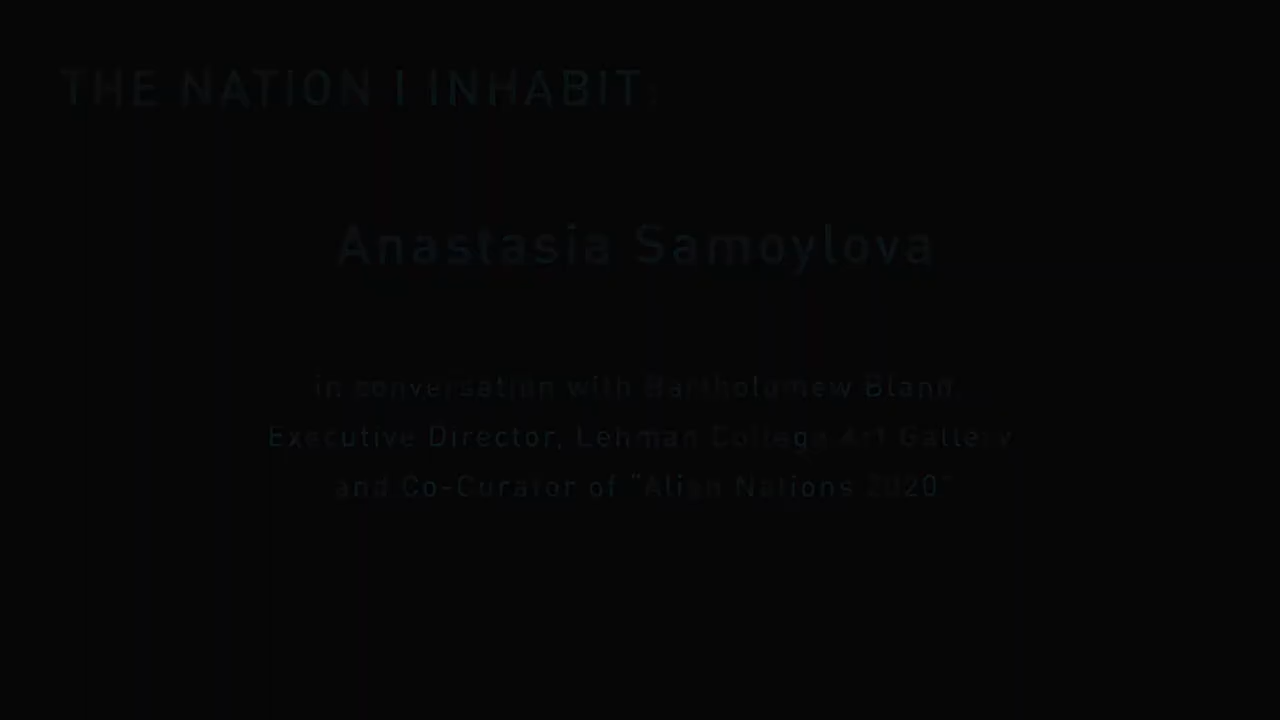 THE NATION I INHABIT:
Anastasia Samoylova
in conversation with Bartholomew Bland,
Executive Director, Lehman College Art Gallery
and Co-Curator of "Alien Nations 2020"